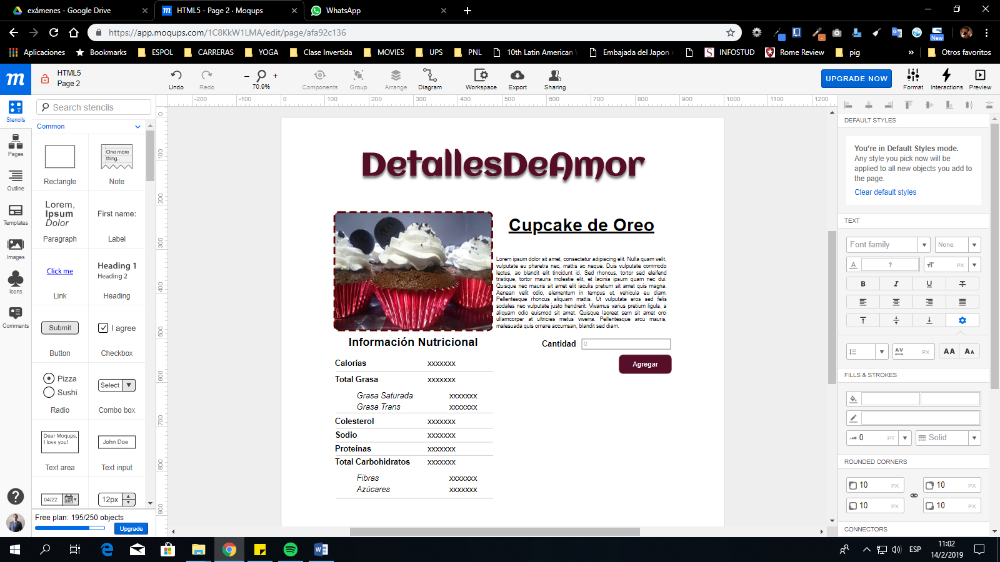 exámenes - Google Drive
HTML5 - Page 2 · Moqups
WhatsApp
https://app.moqups.com/1C8KkW1LMA/edit/page/afa92c136
New
Aplicaciones
Bookmarks
ESPOL
CARRERAS
YOGA
Clase Invertida
MOVIES
UPS
PNL
10th Latin American
Embajada del Japon
INFOSTUD
Rome Review
pig
»
Otros favoritos
m
HTML5
Page 2
Undo
Redo
70.9%
Components
Group
Arrange
Diagram
Workspace
Export
Sharing
UPGRADE NOW
Format
Interactions
Preview
Stencils
Pages
Outline
Templates
Images
Icons
Comments
Search stencils
Common
Rectangle
One more
thing..
Note
Lorem,
Ipsum
Dolor
Paragraph
First name:
Label
Click me
Link
Heading 1
Heading 2
Heading
Submit
Button
I agree
Checkbox
Pizza
Sushi
Radio
Select
Combo box
Dear Moqups,
I love you!
Text area
John Doe
Text input
04/22
12px
Free plan: 195/250 objects
Upgrade
-200 -100 0 100 200 300 400 500 600 700 800 900 1000 1100 1200
0
100
200
300
400
500
600
700
800
900
DetallesDeAmor
Cupcake de Oreo
Lorem ipsum dolor sit amet, consectetur adipiscing elit. Nulla quam velit,
vulputate eu pharetra nec, mattis ac neque. Duis vulputate commodo
lectus, ac blandit elit tincidunt id. Sed rhoncus, tortor sed eleifend
tristique, tortor mauris molestie elit, et lacinia ipsum quam nec dui.
Quisque nec mauris sit amet elit iaculis pretium sit amet quis magna.
Aenean velit odio, elementum in tempus ut, vehicula eu diam.
Pellentesque rhoncus aliquam mattis. Ut vulputate eros sed felis
sodales nec vulputate justo hendrerit. Vivamus varius pretium ligula, a
aliquam odio euismod sit amet. Quisque laoreet sem sit amet orci
ullamcorper at ultricies metus viverra. Pellentesque arcu mauris,
malesuada quis ornare accumsan, blandit sed diam.
Cantidad 0
Agregar
Información Nutricional
Calorías xxxxxxx
Total Grasa xxxxxxx
Grasa Saturada xxxxxxx
Grasa Trans xxxxxxx
Colesterol xxxxxxx
Sodio xxxxxxx
Proteínas xxxxxxx
Total Carbohidratos xxxxxxx
Fibras xxxxxxx
Azúcares xxxxxxx
DEFAULT STYLES
You're in Default Styles mode.
Any style you pick now will be
applied to all new objects you add to
the page.
Clear default styles
TEXT
Font family
None
A ?
TT PX
B I U
AV PX
AA AA
FILLS & STROKES
0 PT
Solid
ROUNDED CORNERS
10 PX 10 PX
10 PX 10 PX
CONNECTORS
ESP
11:02
14/2/2019